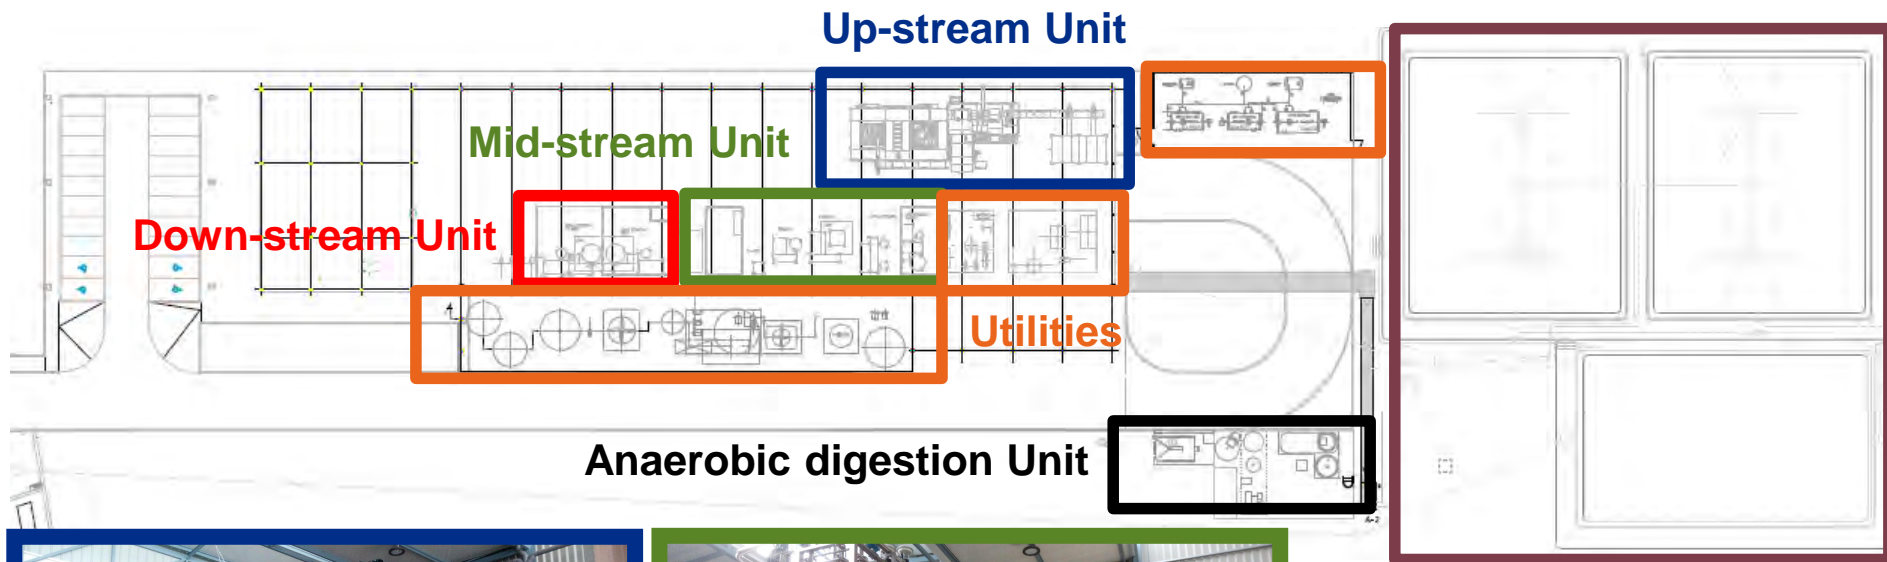 Up-stream Unit
Mid-stream Unit
Down-stream Unit
Utilities
Anaerobic digestion Unit